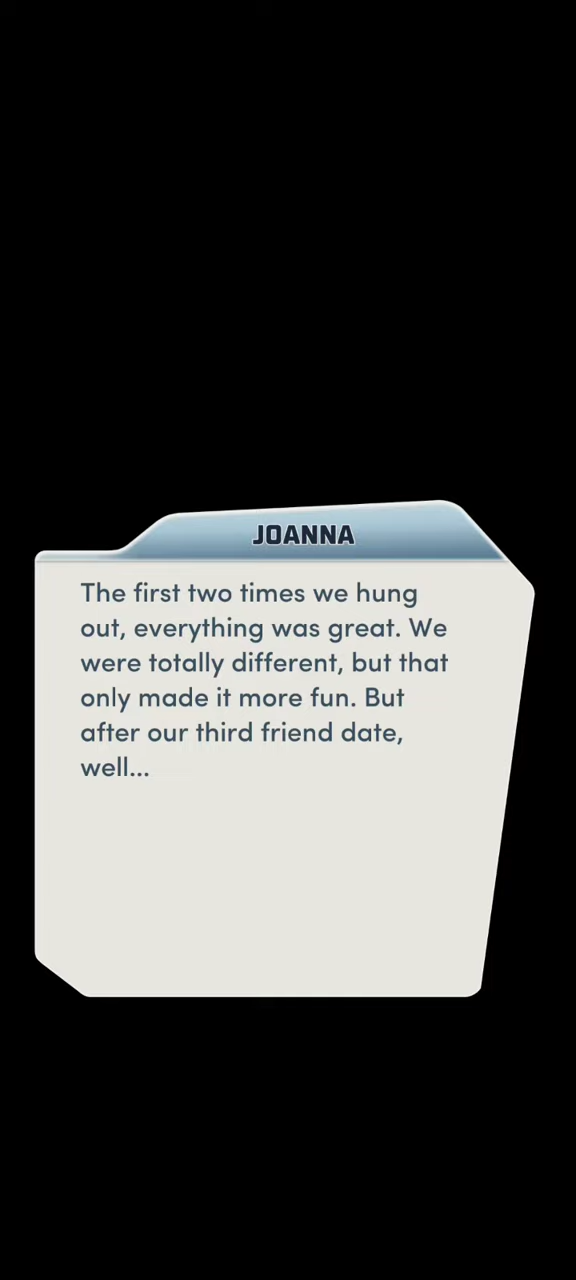 JOANNA
The first two times we hung
out, everything was great. We
were totally different, but that
only made it more fun. But
after our third friend date,
well...